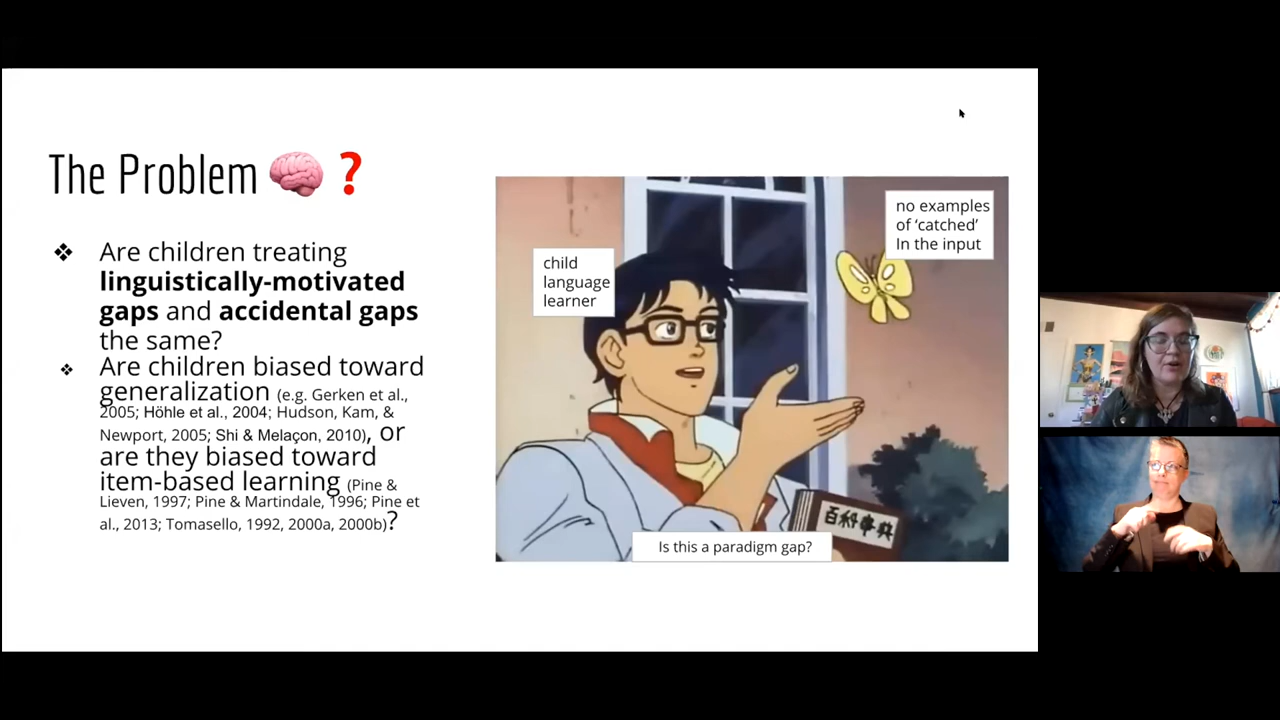 The Problem
Are children treating
linguistically-motivated
gaps and accidental gaps
the same?
Are children biased toward
generalization (e.g. Gerken et al.,
2005; Höhle et al., 2004; Hudson, Kam, &
Newport, 2005; Shi & Melaçon, 2010), or
are they biased toward
item-based learning (Pine &
Lieven, 1997; Pine & Martindale, 1996; Pine et
al., 2013; Tomasello, 1992, 2000a, 2000b)?
child
language
learner
no examples
of ‘catched’
In the input
百科事典
Is this a paradigm gap?